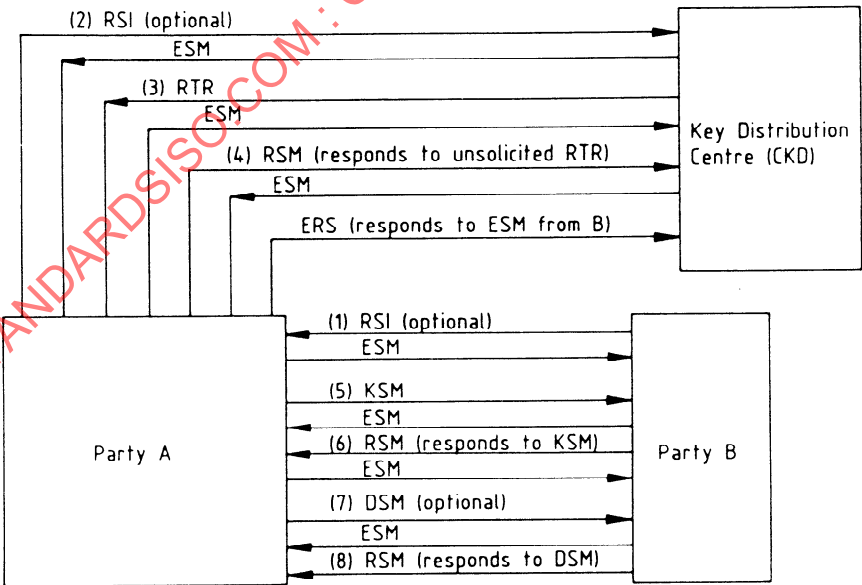 (2) RSI (optional)
ESM
(3) RTR
ESM
(4) RSM (responds to unsolicited RTR)
ESM
ERS (responds to ESM from B)
Key Distribution
Centre (CKD)
(1) RSI (optional)
ESM
(5) KSM
ESM
(6) RSM (responds to KSM)
ESM
(7) DSM (optional)
ESM
(8) RSM (responds to DSM)
Party A
Party B
ANDARDSISO.COM :